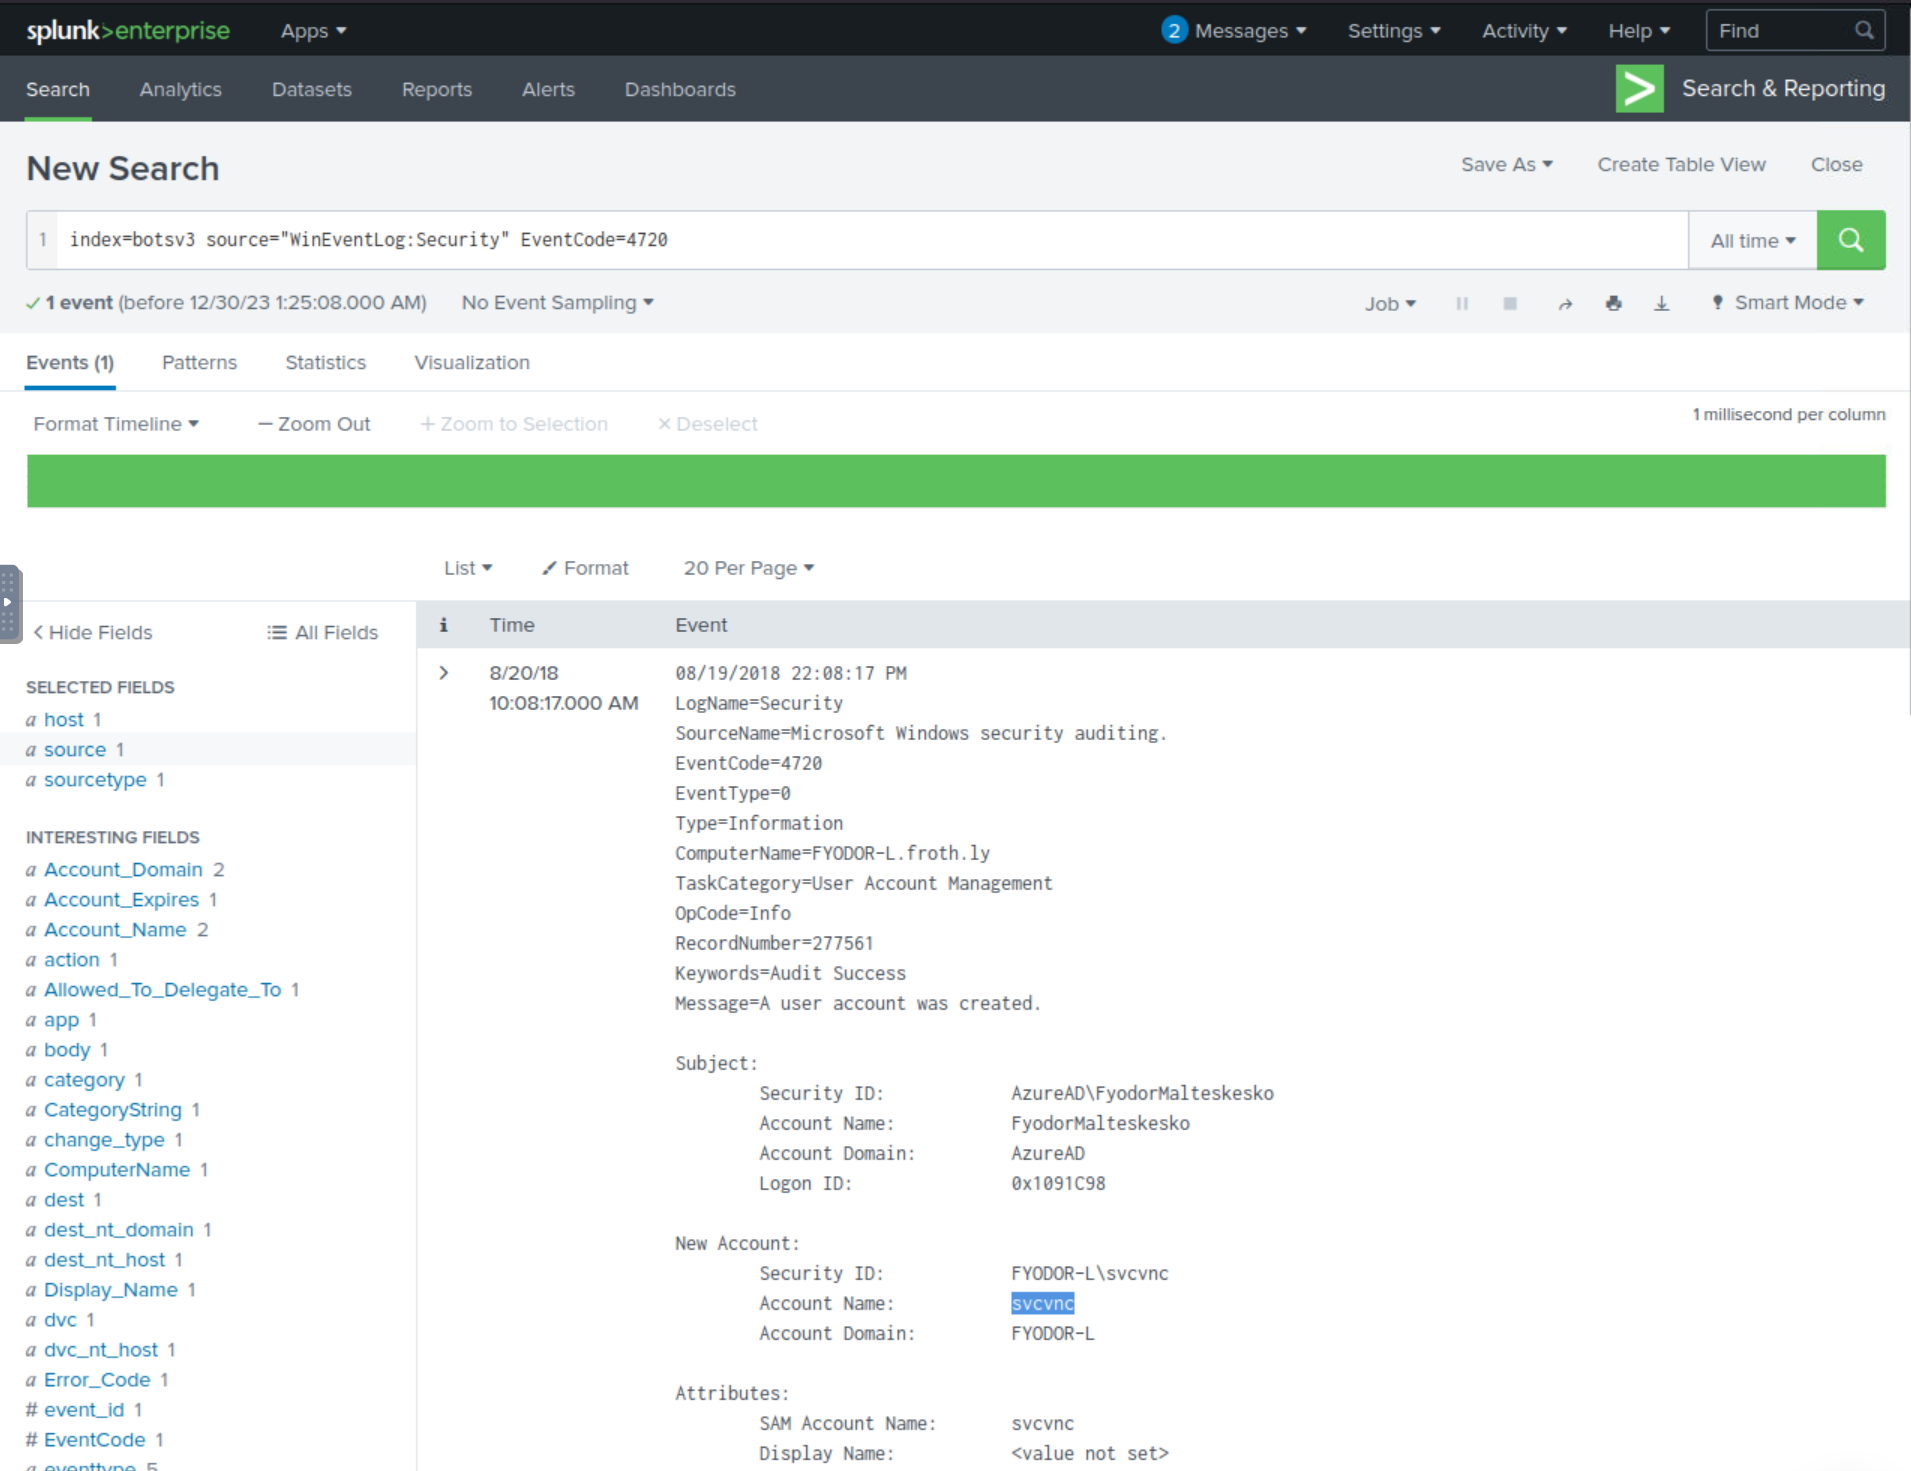 splunk>enterprise Apps 2 Messages Settings Activity Help Find
Search Analytics Datasets Reports Alerts Dashboards > Search & Reporting
New Search Save As Create Table View Close
1 index=botsv3 source="WinEventLog:Security" EventCode=4720 All time
✓ 1 event (before 12/30/23 1:25:08.000 AM) No Event Sampling Job Smart Mode
Events (1) Patterns Statistics Visualization
Format Timeline — Zoom Out + Zoom to Selection × Deselect 1 millisecond per column
List Format 20 Per Page
< Hide Fields All Fields
SELECTED FIELDS
a host 1
a source 1
a sourcetype 1
INTERESTING FIELDS
a Account_Domain 2
a Account_Expires 1
a Account_Name 2
a action 1
a Allowed_To_Delegate_To 1
a app 1
a body 1
a category 1
a CategoryString 1
a change_type 1
a ComputerName 1
a dest 1
a dest_nt_domain 1
a dest_nt_host 1
a Display_Name 1
a dvc 1
a dvc_nt_host 1
a Error_Code 1
# event_id 1
# EventCode 1
a eventtype 5
i Time Event
> 8/20/18 08/19/2018 22:08:17 PM
10:08:17.000 AM LogName=Security
SourceName=Microsoft Windows security auditing.
EventCode=4720
EventType=0
Type=Information
ComputerName=FYODOR-L.froth.ly
TaskCategory=User Account Management
OpCode=Info
RecordNumber=277561
Keywords=Audit Success
Message=A user account was created.
Subject:
Security ID: AzureAD\FyodorMalteskesko
Account Name: FyodorMalteskesko
Account Domain: AzureAD
Logon ID: 0x1091C98
New Account:
Security ID: FYODOR-L\svcvnc
Account Name: svcvnc
Account Domain: FYODOR-L
Attributes:
SAM Account Name: svcvnc
Display Name: <value not set>